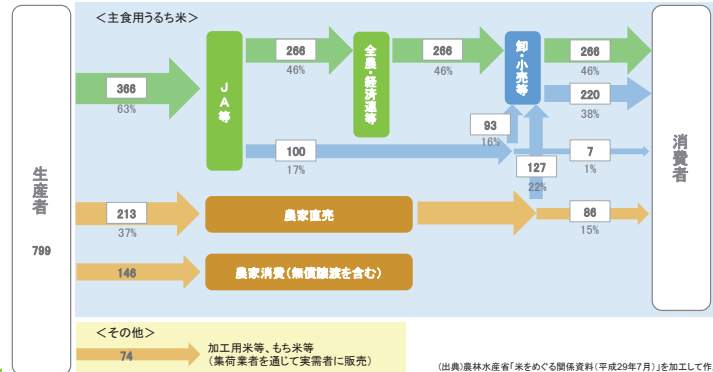 <主食用うるち米>
生産者
799
366
63%
JA等
266
46%
全農・経済連等
266
46%
卸・小売等
266
46%
220
38%
93
16%
100
17%
7
1%
127
22%
消費者
213
37%
農家直売
86
15%
146
農家消費(無償譲渡を含む)
<その他>
74
加工用米等、もち米等
(集荷業者を通じて実需者に販売)
(出典)農林水産省「米をめぐる関係資料(平成29年7月)」を加工して作